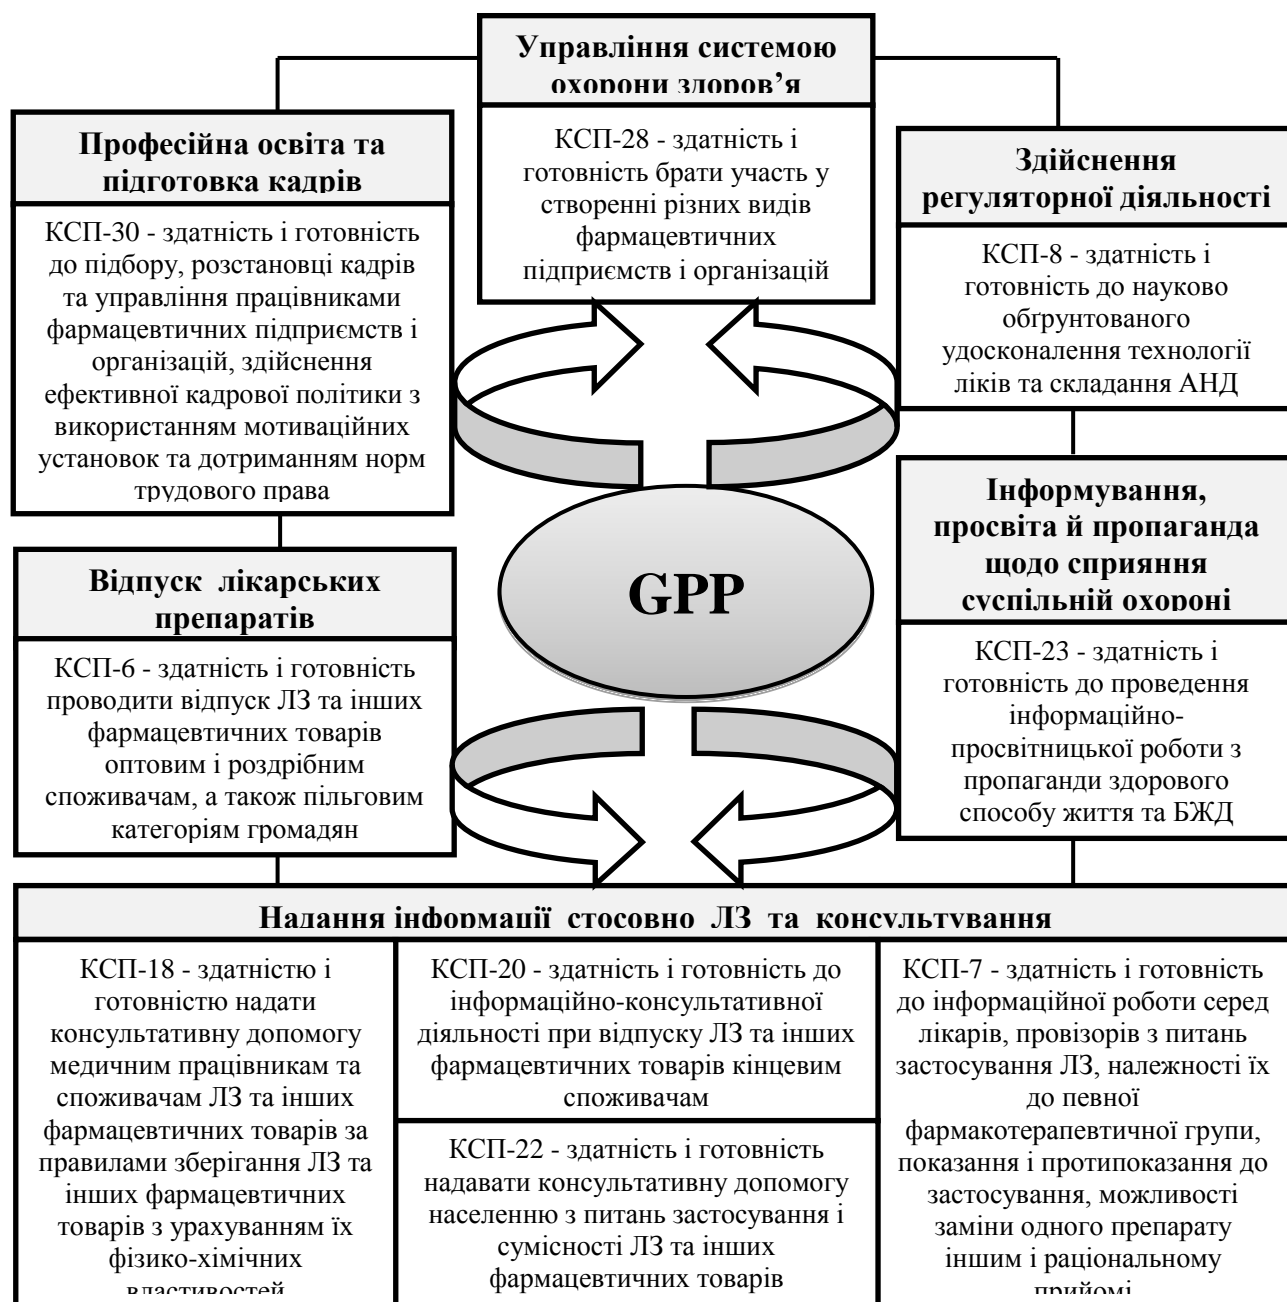 Управління системою
охорони здоров’я
КСП-28 - здатність і
готовність брати участь у
створенні різних видів
фармацевтичних
підприємств і організацій
Професійна освіта та
підготовка кадрів
КСП-30 - здатність і готовність
до підбору, розстановці кадрів
та управління працівниками
фармацевтичних підприємств і
організацій, здійснення
ефективної кадрової політики з
використанням мотиваційних
установок та дотриманням норм
трудового права
Здійснення
регуляторної діяльності
КСП-8 - здатність і
готовність до науково
обґрунтованого
удосконалення технології
ліків та складання АНД
GPP
Відпуск лікарських
препаратів
КСП-6 - здатність і готовність
проводити відпуск ЛЗ та інших
фармацевтичних товарів
оптовим і роздрібним
споживачам, а також пільговим
категоріям громадян
Інформування,
просвіта й пропаганда
щодо сприяння
суспільній охороні
КСП-23 - здатність і
готовність до проведення
інформаційно-
просвітницької роботи з
пропаганди здорового
способу життя та БЖД
Надання інформації стосовно ЛЗ та консультування
КСП-18 - здатністю і
готовністю надати
консультативну допомогу
медичним працівникам та
споживачам ЛЗ та інших
фармацевтичних товарів за
правилами зберігання ЛЗ та
інших фармацевтичних
товарів з урахуванням їх
фізико-хімічних
властивостей
КСП-20 - здатність і готовність до
інформаційно-консультативної
діяльності при відпуску ЛЗ та інших
фармацевтичних товарів кінцевим
споживачам
КСП-22 - здатність і готовність
надавати консультативну допомогу
населенню з питань застосування і
сумісності ЛЗ та інших
фармацевтичних товарів
КСП-7 - здатність і готовність
до інформаційної роботи серед
лікарів, провізорів з питань
застосування ЛЗ, належності їх
до певної
фармакотерапевтичної групи,
показання і протипоказання до
застосування, можливості
заміни одного препарату
іншим і раціональному
прийомі